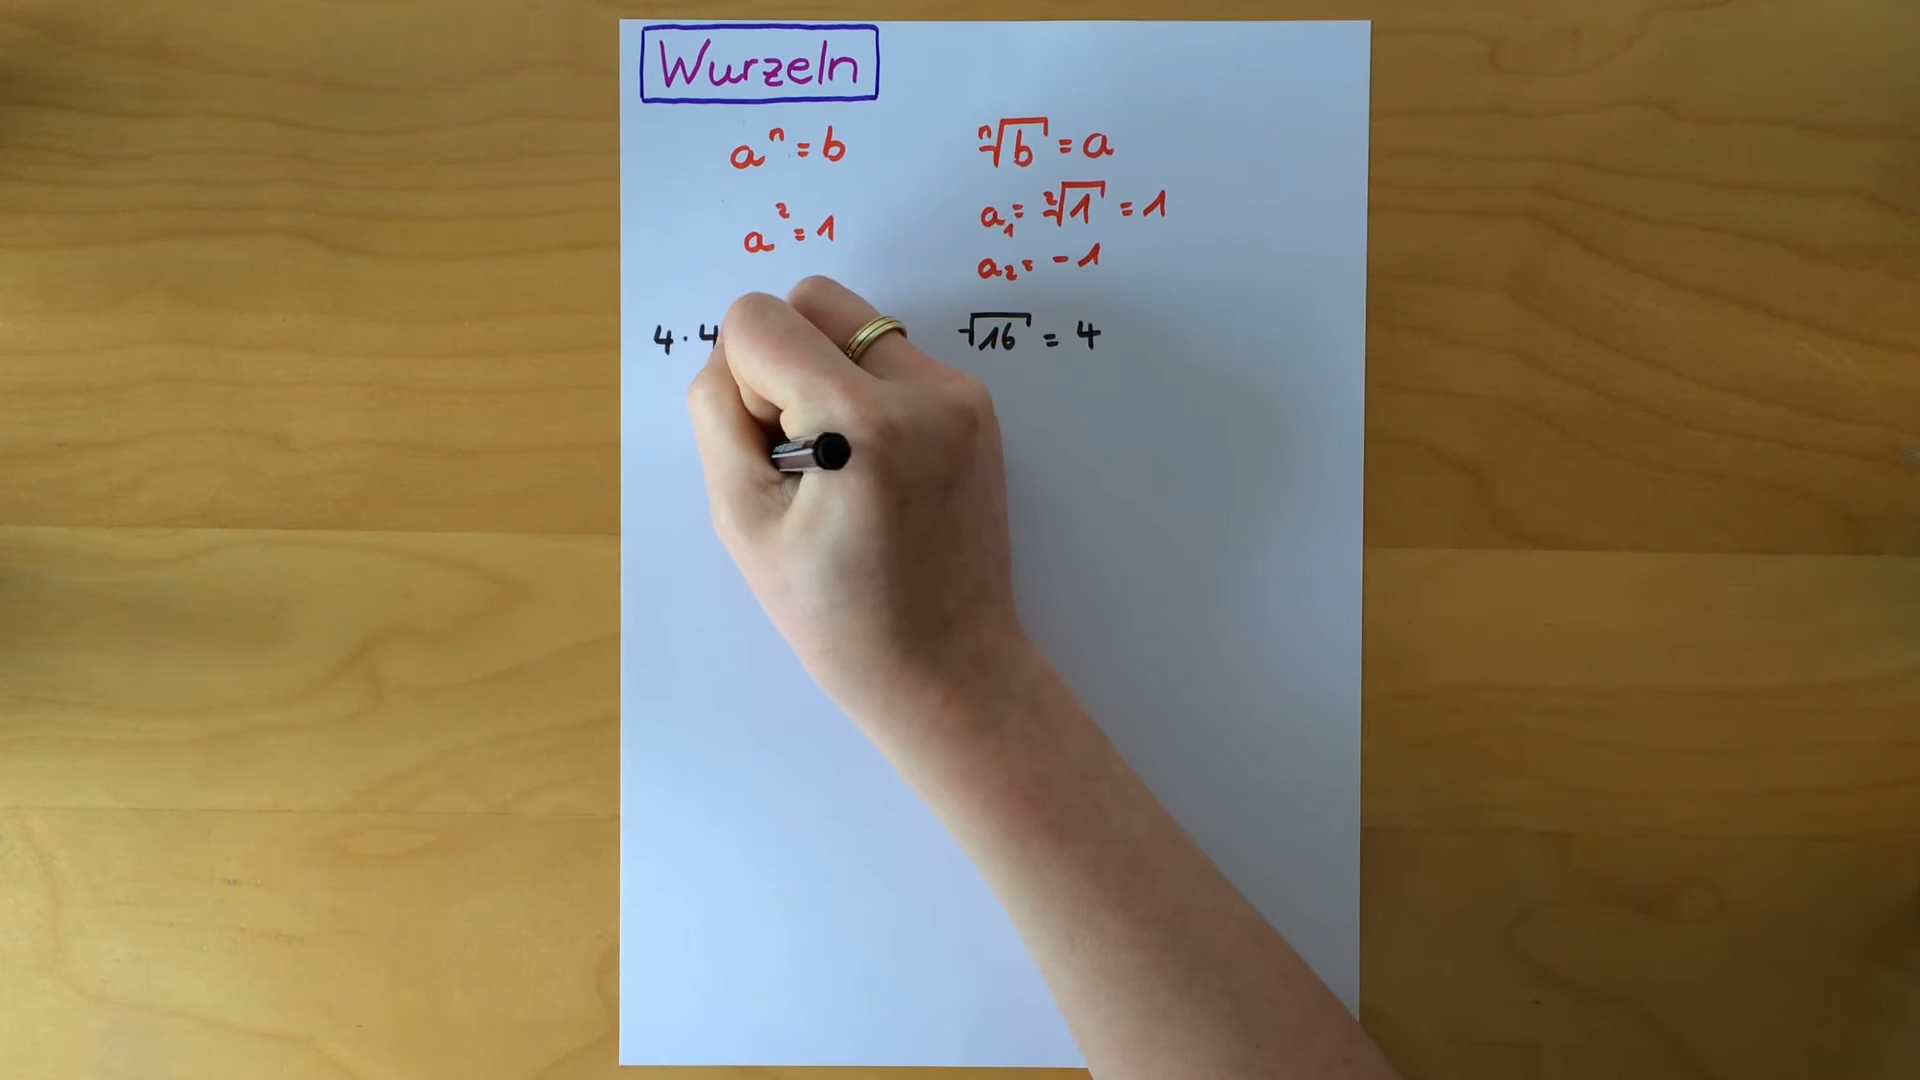 Wurzeln
aⁿ = b
ⁿ√b = a
a² = 1
a₁ = ²√1 = 1
a₂ = -1
4 · 4
√16 = 4